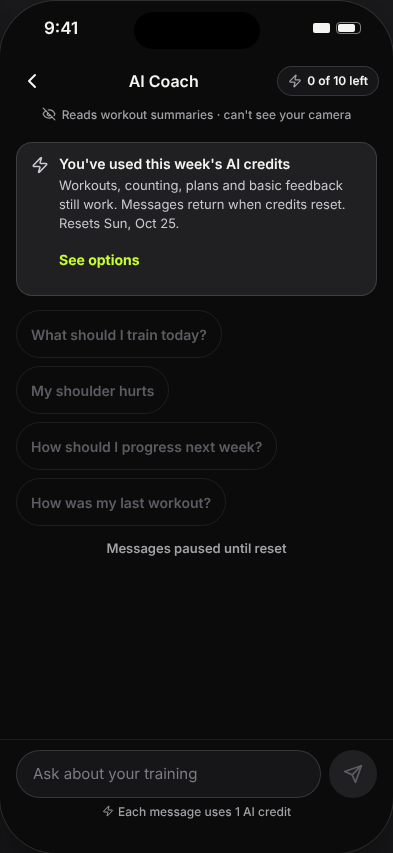 9:41
AI Coach
0 of 10 left
Reads workout summaries · can't see your camera
You've used this week's AI credits
Workouts, counting, plans and basic feedback
still work. Messages return when credits reset.
Resets Sun, Oct 25.
See options
What should I train today?
My shoulder hurts
How should I progress next week?
How was my last workout?
Messages paused until reset
Ask about your training
Each message uses 1 AI credit